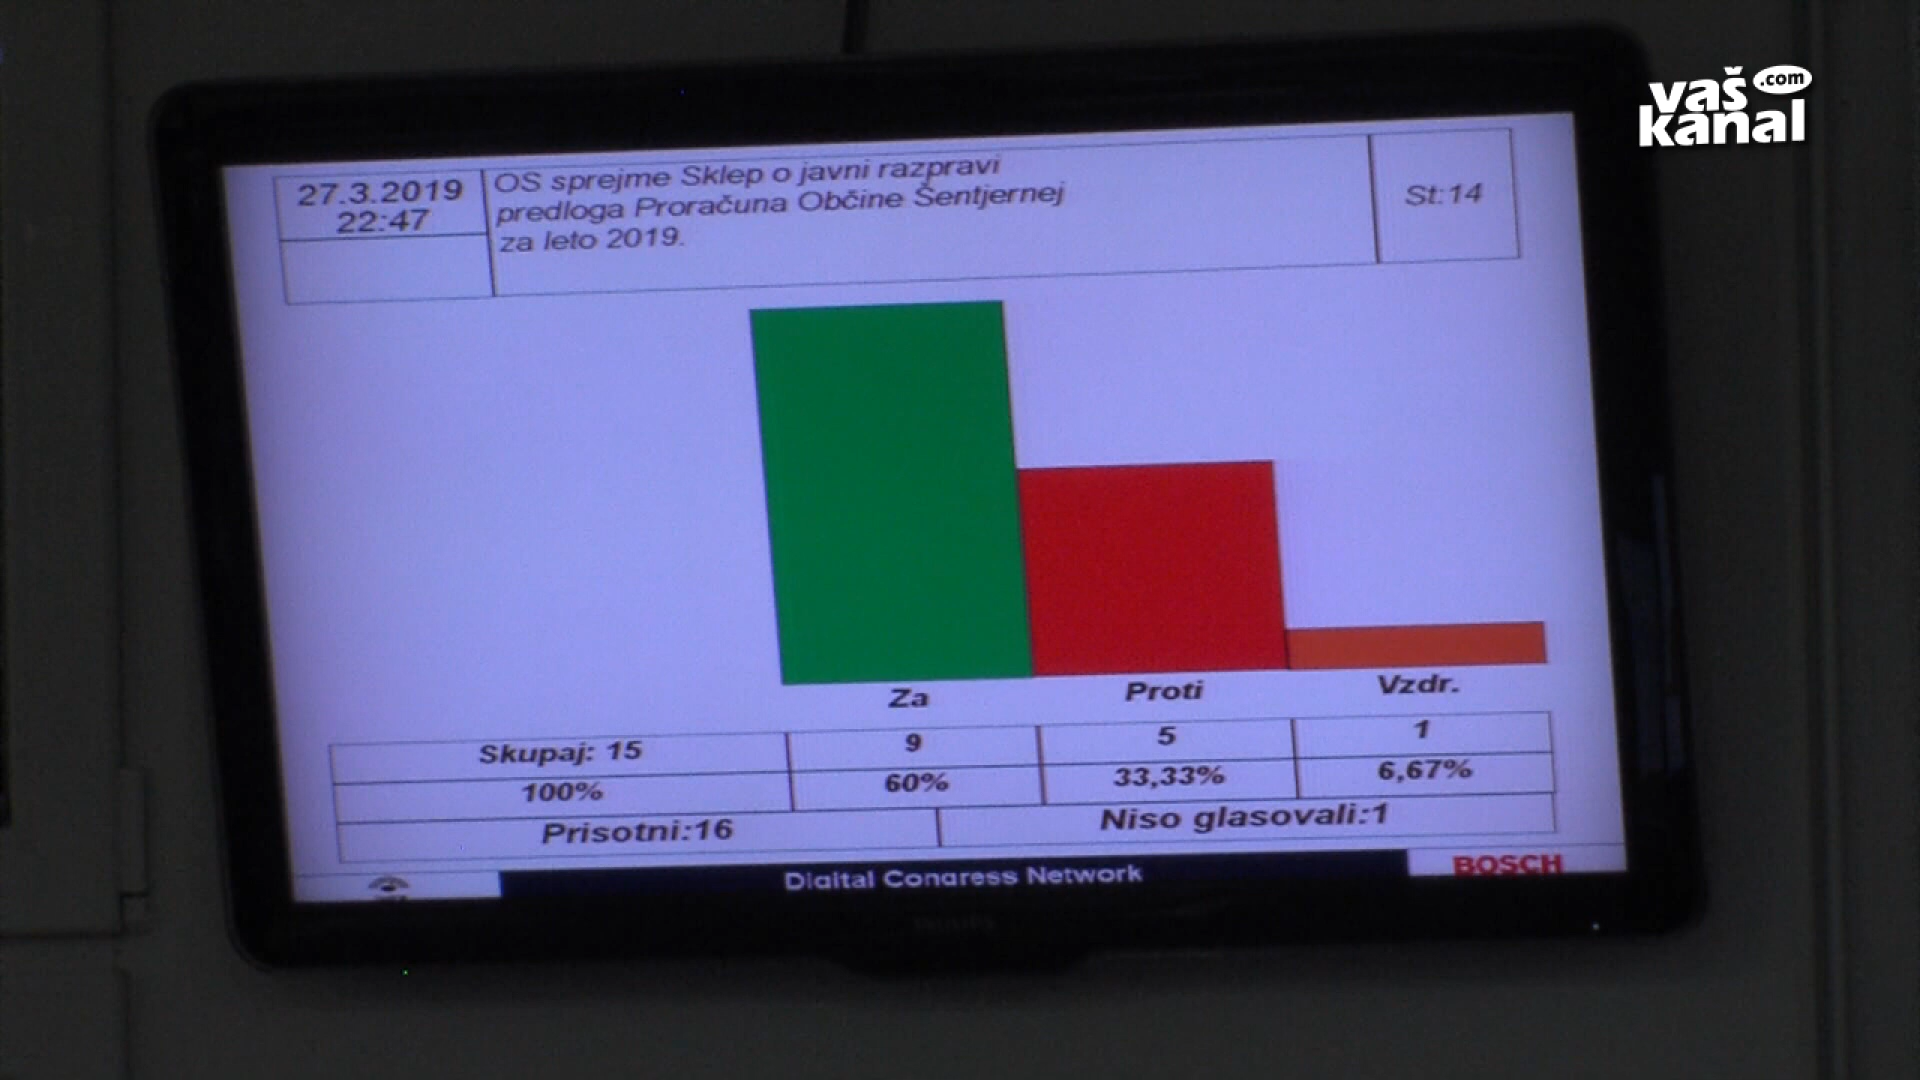 vaš .com
kanal
27.3.2019
22:47
OS sprejme Sklep o javni razpravi
predloga Proračuna Občine Šentjernej
za leto 2019.
St:14
Za
Proti
Vzdr.
Skupaj: 15
9
5
1
100%
60%
33,33%
6,67%
Prisotni:16
Niso glasovali:1
Digital Congress Network
BOSCH